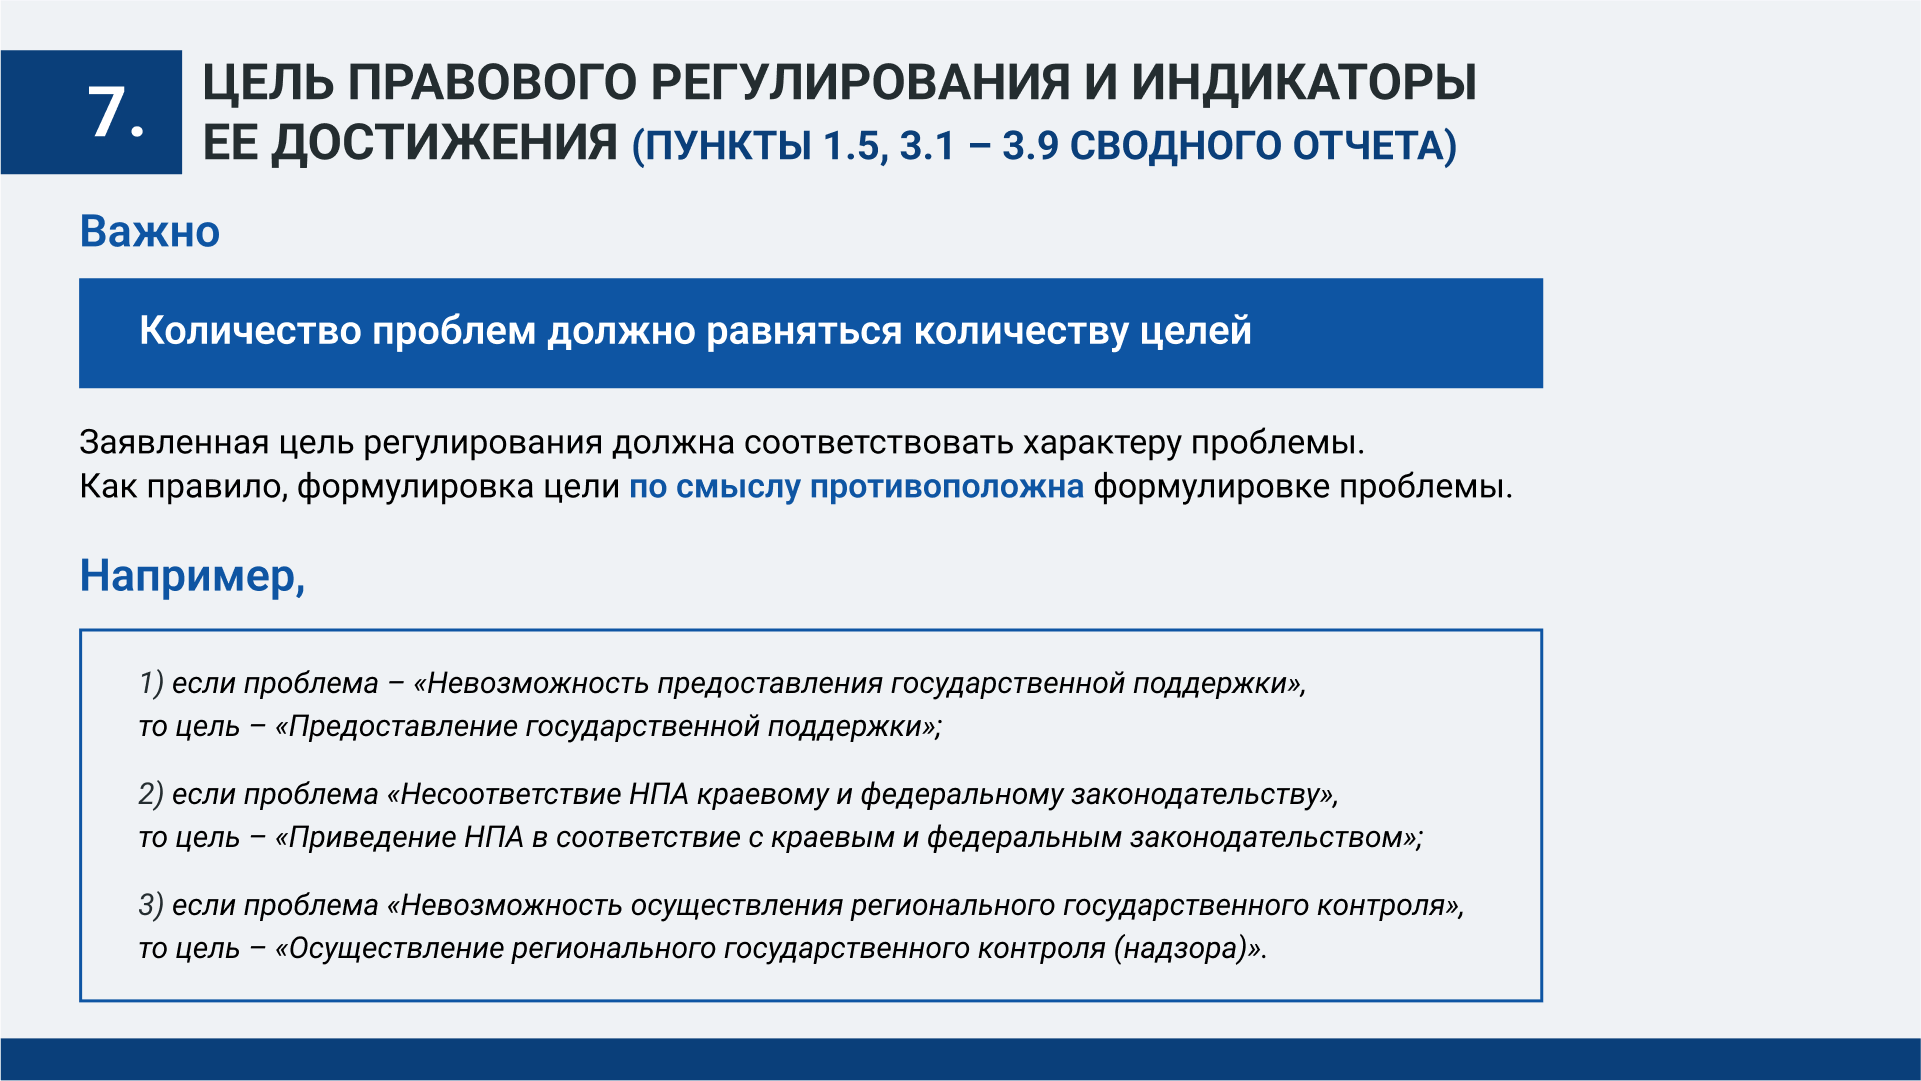 7.
ЦЕЛЬ ПРАВОВОГО РЕГУЛИРОВАНИЯ И ИНДИКАТОРЫ
ЕЕ ДОСТИЖЕНИЯ (ПУНКТЫ 1.5, 3.1 – 3.9 СВОДНОГО ОТЧЕТА)
Важно
Количество проблем должно равняться количеству целей
Заявленная цель регулирования должна соответствовать характеру проблемы.
Как правило, формулировка цели по смыслу противоположна формулировке проблемы.
Например,
1) если проблема – «Невозможность предоставления государственной поддержки»,
то цель – «Предоставление государственной поддержки»;
2) если проблема «Несоответствие НПА краевому и федеральному законодательству»,
то цель – «Приведение НПА в соответствие с краевым и федеральным законодательством»;
3) если проблема «Невозможность осуществления регионального государственного контроля»,
то цель – «Осуществление регионального государственного контроля (надзора)».